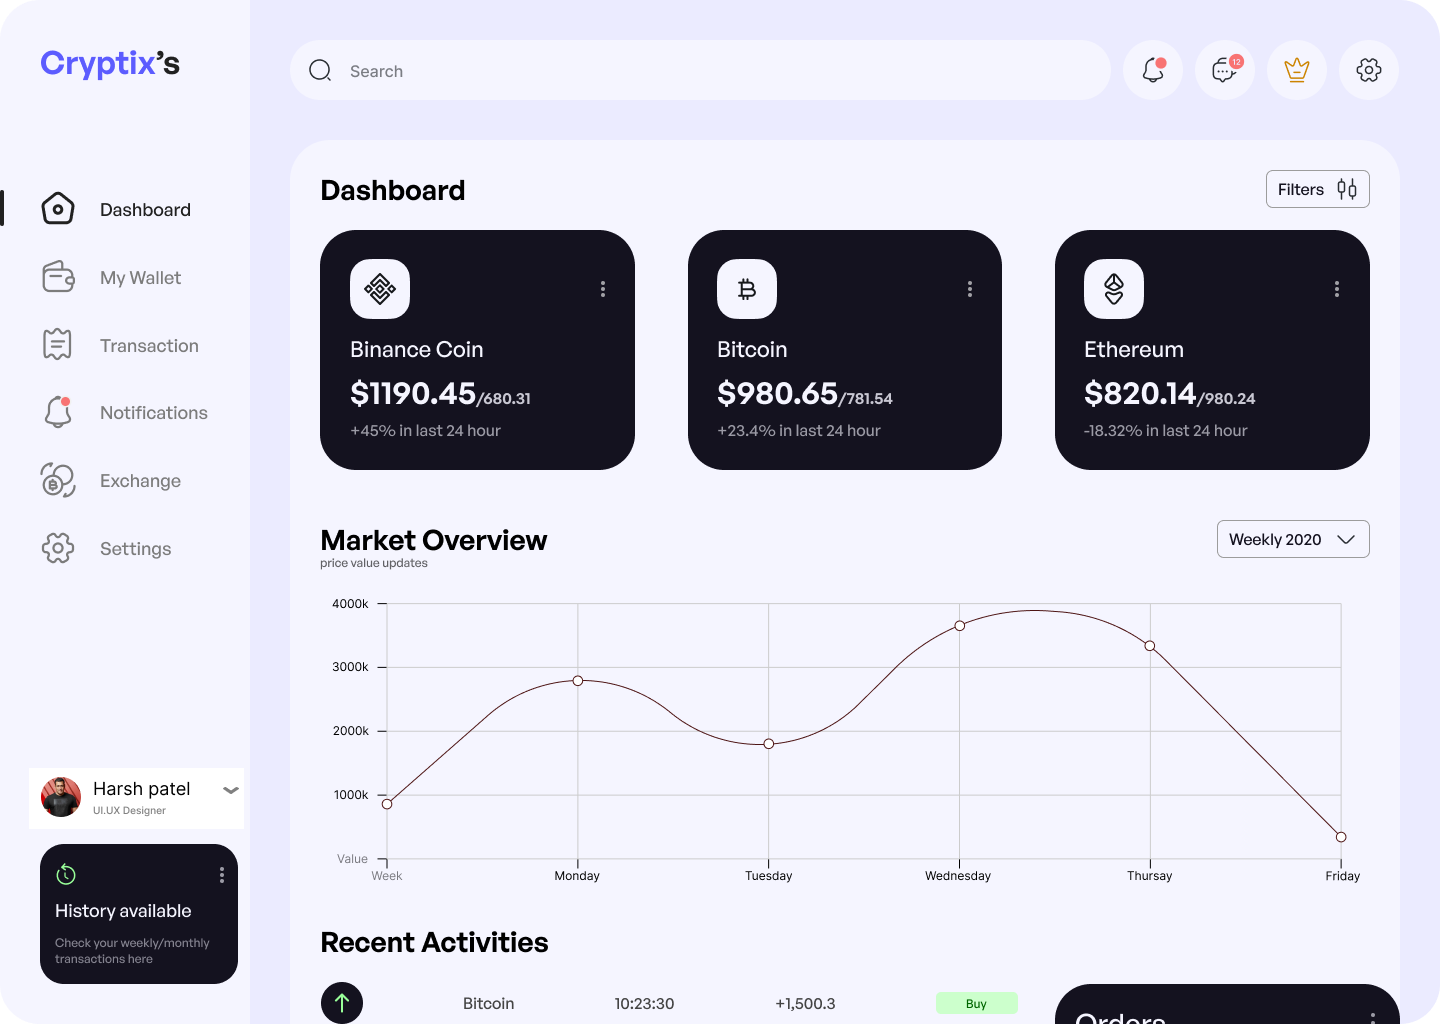 Cryptix’s
Search
12
Dashboard
My Wallet
Transaction
Notifications
Exchange
Settings
Harsh patel
UI.UX Designer
History available
Check your weekly/monthly
transactions here
Dashboard
Filters
Binance Coin
$1190.45/680.31
+45% in last 24 hour
Bitcoin
$980.65/781.54
+23.4% in last 24 hour
Ethereum
$820.14/980.24
-18.32% in last 24 hour
Market Overview
price value updates
Weekly 2020
4000k
3000k
2000k
1000k
Value
Week
Monday
Tuesday
Wednesday
Thursay
Friday
Recent Activities
Bitcoin
10:23:30
+1,500.3
Buy
Orders